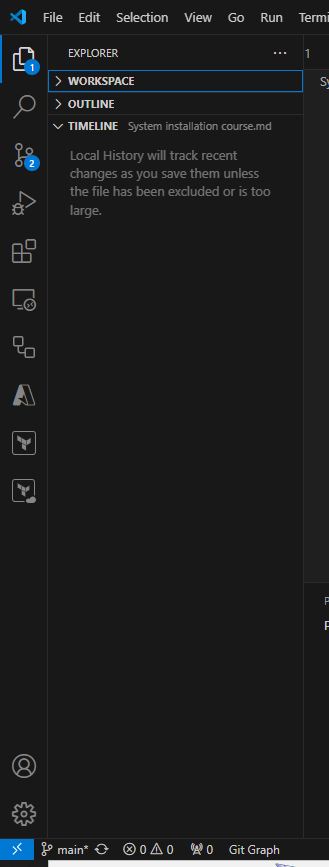 File Edit Selection View Go Run Termi
EXPLORER ...
1
WORKSPACE
1
Sy
OUTLINE
TIMELINE System installation course.md
Local History will track recent
changes as you save them unless
the file has been excluded or is too
large.
2
P
P
main* 0 0 0 Git Graph